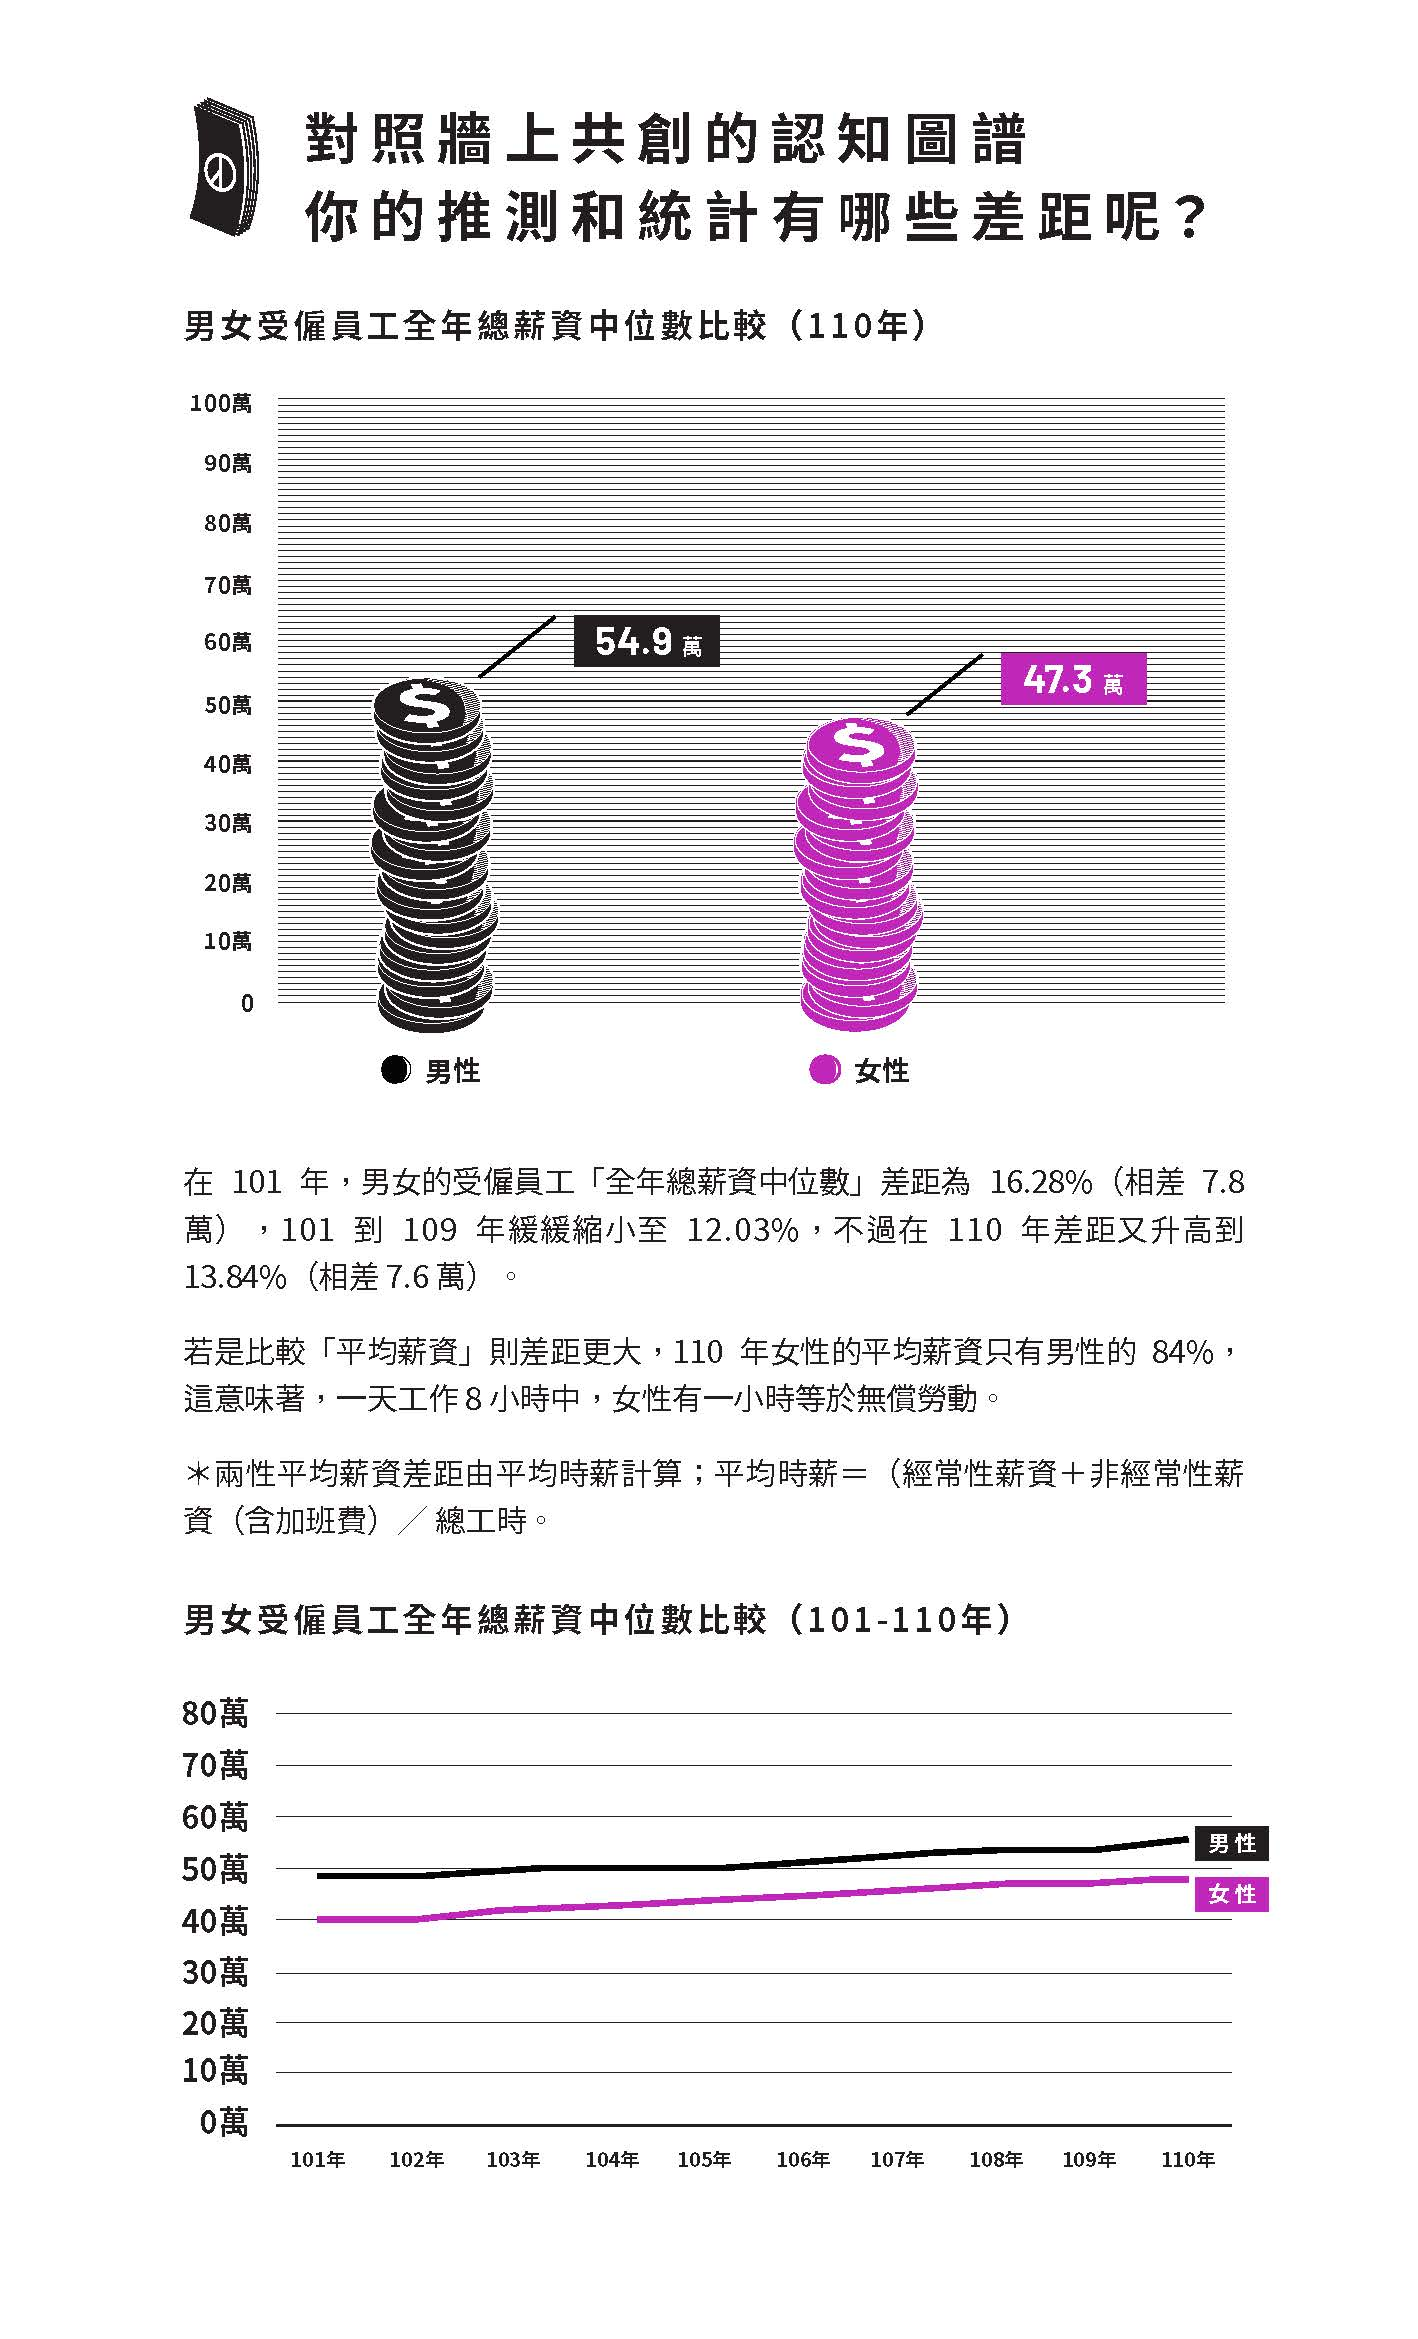 對照牆上共創的認知圖譜
你的推測和統計有哪些差距呢？
男女受僱員工全年總薪資中位數比較（110年）
100萬
90萬
80萬
70萬
60萬
50萬
40萬
30萬
20萬
10萬
0
54.9 萬
47.3 萬
男性
女性
在 101 年，男女的受僱員工「全年總薪資中位數」差距為 16.28%（相差 7.8
萬），101 到 109 年緩緩縮小至 12.03%，不過在 110 年差距又升高到
13.84%（相差 7.6 萬）。
若是比較「平均薪資」則差距更大，110 年女性的平均薪資只有男性的 84%，
這意味著，一天工作 8 小時中，女性有一小時等於無償勞動。
＊兩性平均薪資差距由平均時薪計算；平均時薪＝（經常性薪資＋非經常性薪
資（含加班費）／ 總工時。
男女受僱員工全年總薪資中位數比較（101-110年）
80萬
70萬
60萬
50萬
40萬
30萬
20萬
10萬
0萬
男性
女性
101年 102年 103年 104年 105年 106年 107年 108年 109年 110年